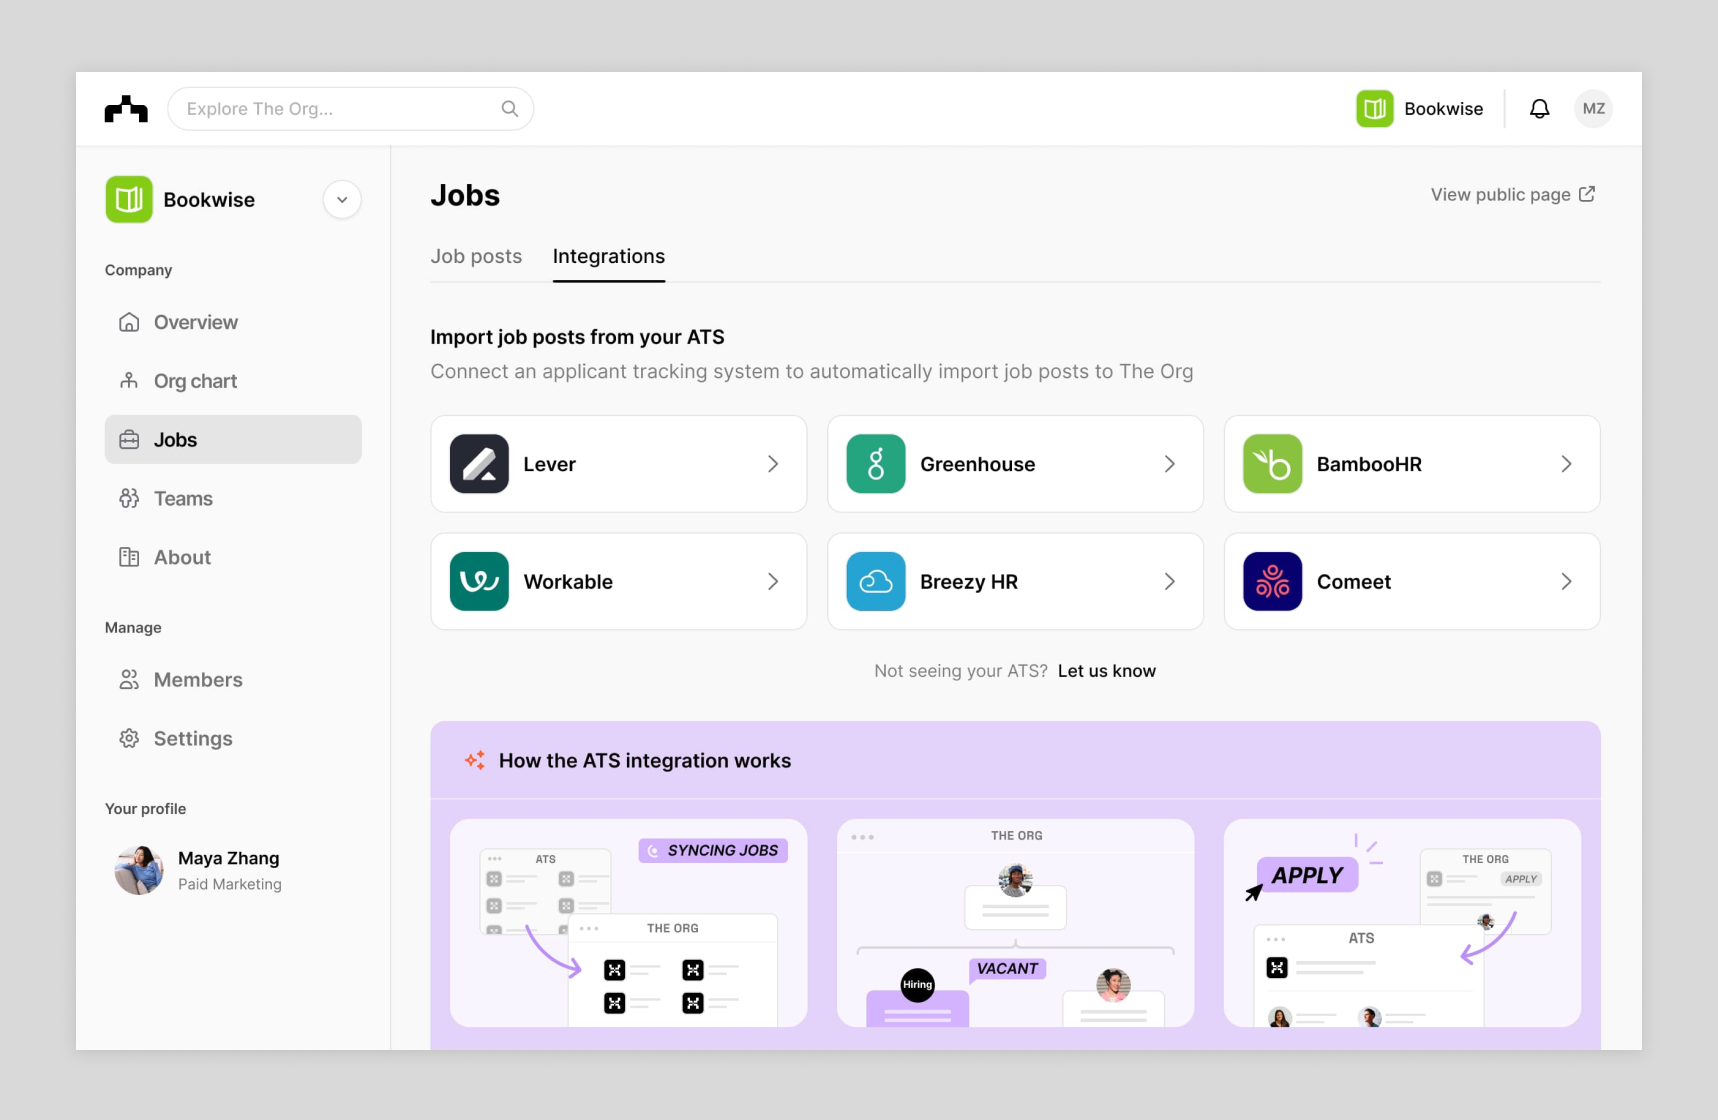 Explore The Org...
Bookwise
MZ
Bookwise
Company
Overview
Org chart
Jobs
Teams
About
Manage
Members
Settings
Your profile
Maya Zhang
Paid Marketing
Jobs
View public page
Job posts
Integrations
Import job posts from your ATS
Connect an applicant tracking system to automatically import job posts to The Org
Lever
Greenhouse
BambooHR
Workable
Breezy HR
Comeet
Not seeing your ATS? Let us know
How the ATS integration works
SYNCING JOBS
ATS
THE ORG
THE ORG
VACANT
Hiring
APPLY
THE ORG
APPLY
ATS